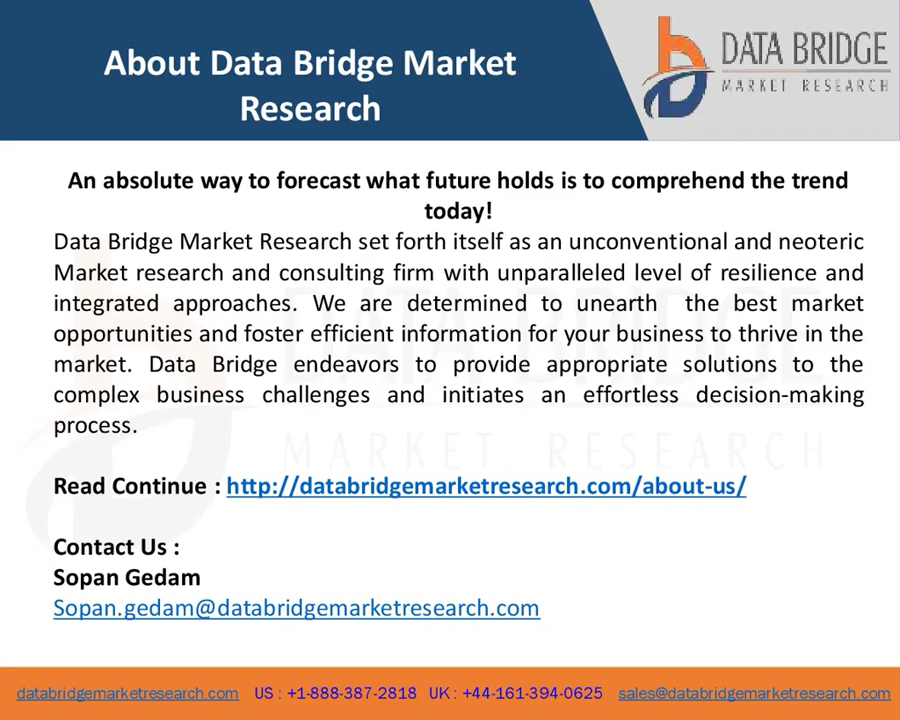 About Data Bridge Market
Research
DATA BRIDGE
MARKET RESEARCH
An absolute way to forecast what future holds is to comprehend the trend
today!
Data Bridge Market Research set forth itself as an unconventional and neoteric
Market research and consulting firm with unparalleled level of resilience and
integrated approaches. We are determined to unearth the best market
opportunities and foster efficient information for your business to thrive in the
market. Data Bridge endeavors to provide appropriate solutions to the
complex business challenges and initiates an effortless decision-making
process.
DATA BRIDGE
MARKET RESEARCH
Read Continue : http://databridgemarketresearch.com/about-us/
Contact Us :
Sopan Gedam
Sopan.gedam@databridgemarketresearch.com
databridgemarketresearch.com US : +1-888-387-2818 UK : +44-161-394-0625 sales@databridgemarketresearch.com